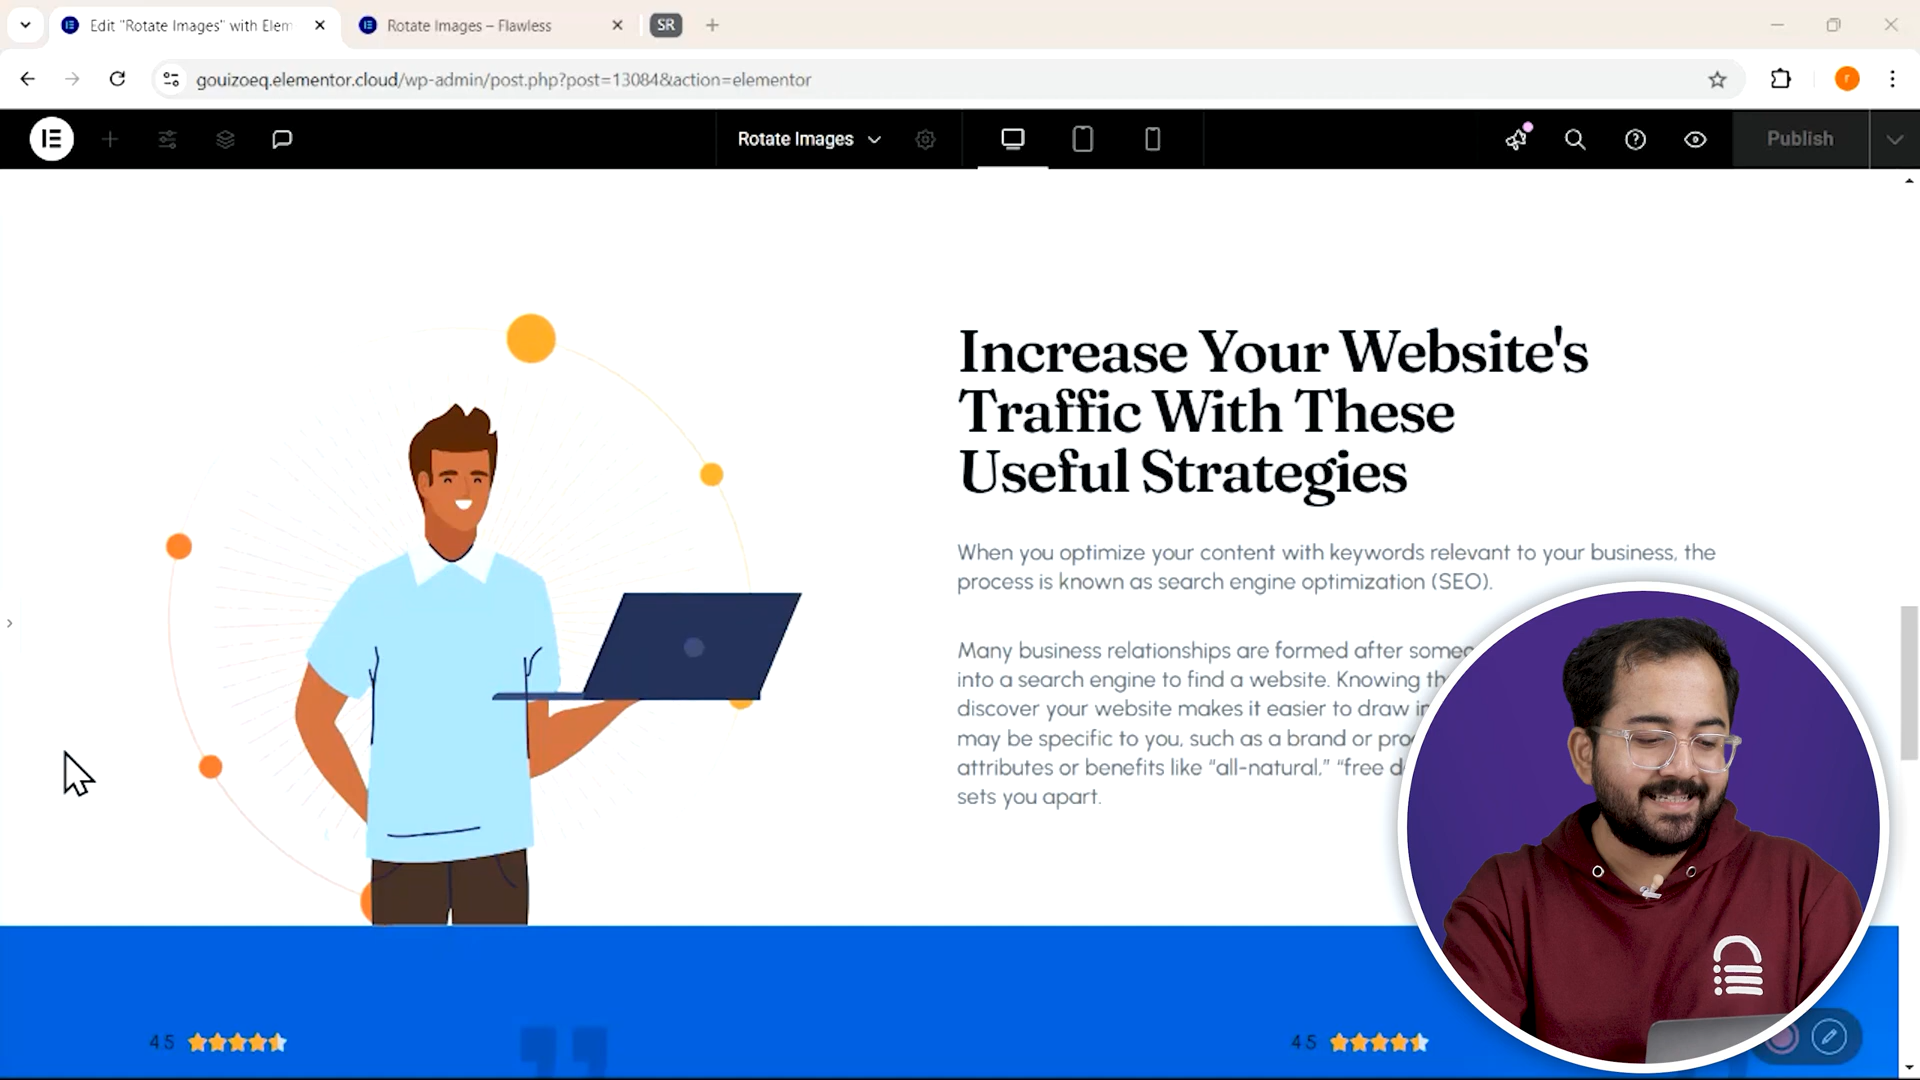 Edit "Rotate Images" with Elem
Rotate Images – Flawless
SR
gouizoeq.elementor.cloud/wp-admin/post.php?post=13084&action=elementor
Rotate Images
Publish
Increase Your Website's
Traffic With These
Useful Strategies
When you optimize your content with keywords relevant to your business, the
process is known as search engine optimization (SEO).
Many business relationships are formed after
into a search engine to find a website. Knowing
discover your website makes it easier to draw
may be specific to you, such as a brand or
attributes or benefits like “all-natural,” “free
sets you apart.
4.5
4.5